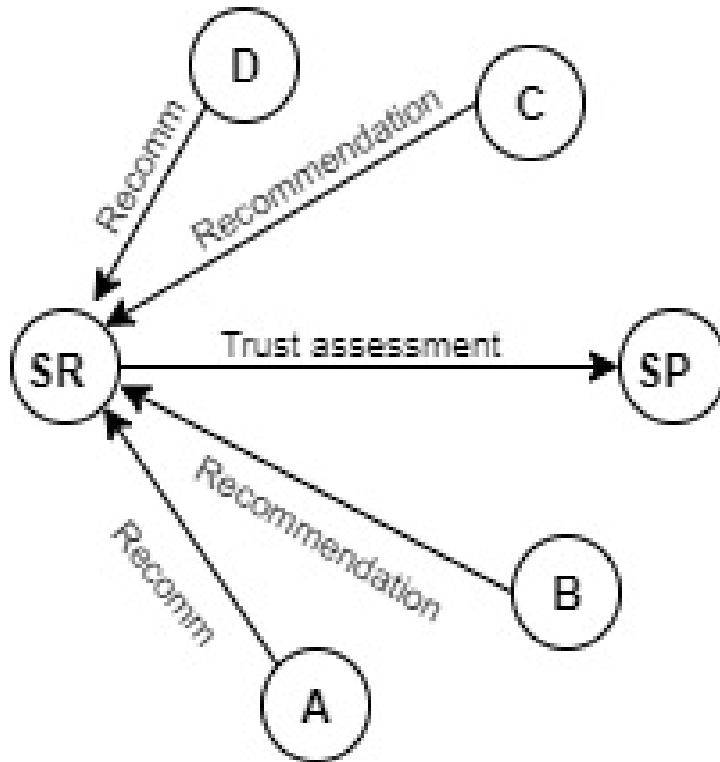 D
C
Recomm
Recommendation
SR
Trust assessment
SP
Recommendation
Recomm
B
A